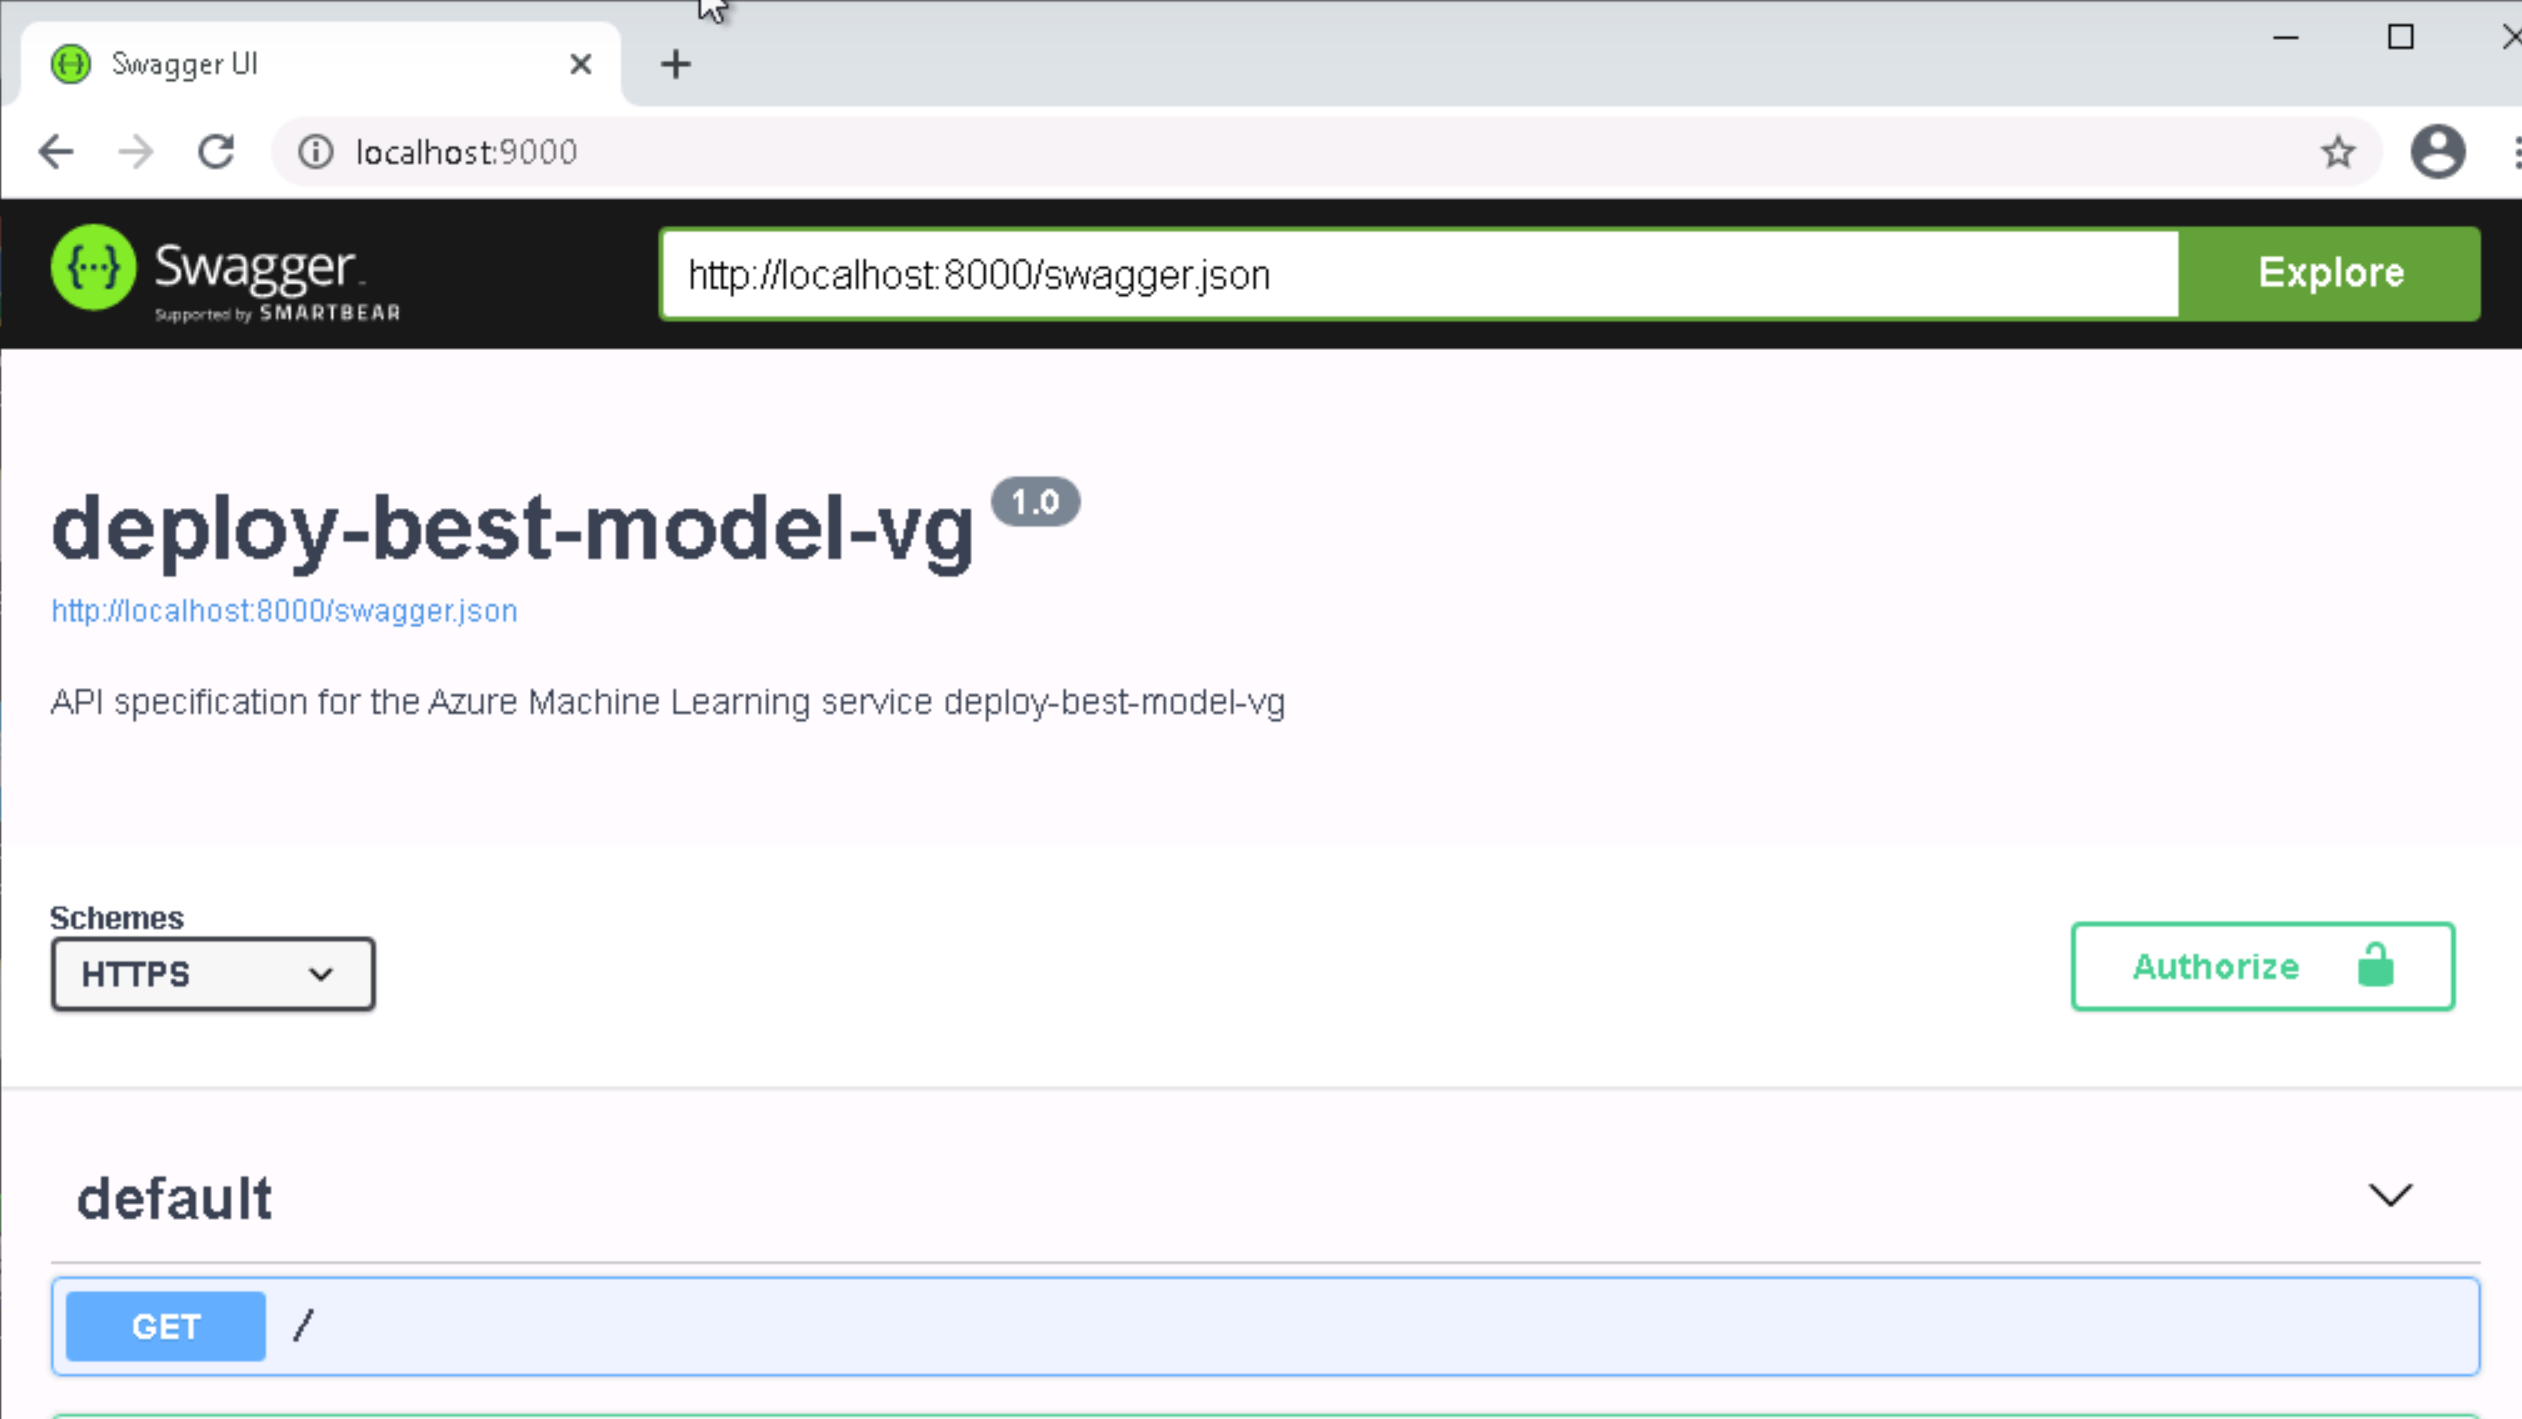 Swagger UI
localhost:9000
Swagger
Supported by SMARTBEAR
http://localhost:8000/swagger.json
Explore
deploy-best-model-vg 1.0
http://localhost:8000/swagger.json
API specification for the Azure Machine Learning service deploy-best-model-vg
Schemes
HTTPS
Authorize
default
GET /